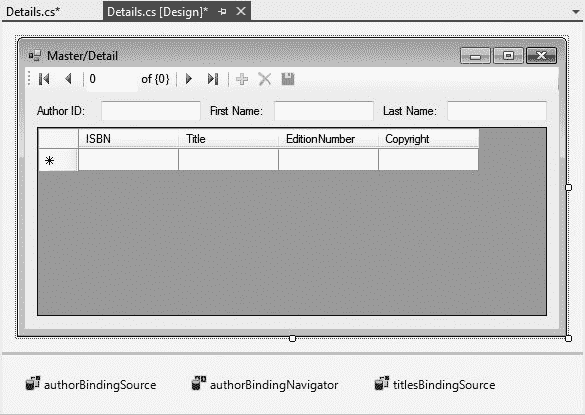 Details.cs* Details.cs [Design]*
Master/Detail
0 of {0}
Author ID: First Name: Last Name:
ISBN Title EditionNumber Copyright
authorBindingSource authorBindingNavigator titlesBindingSource